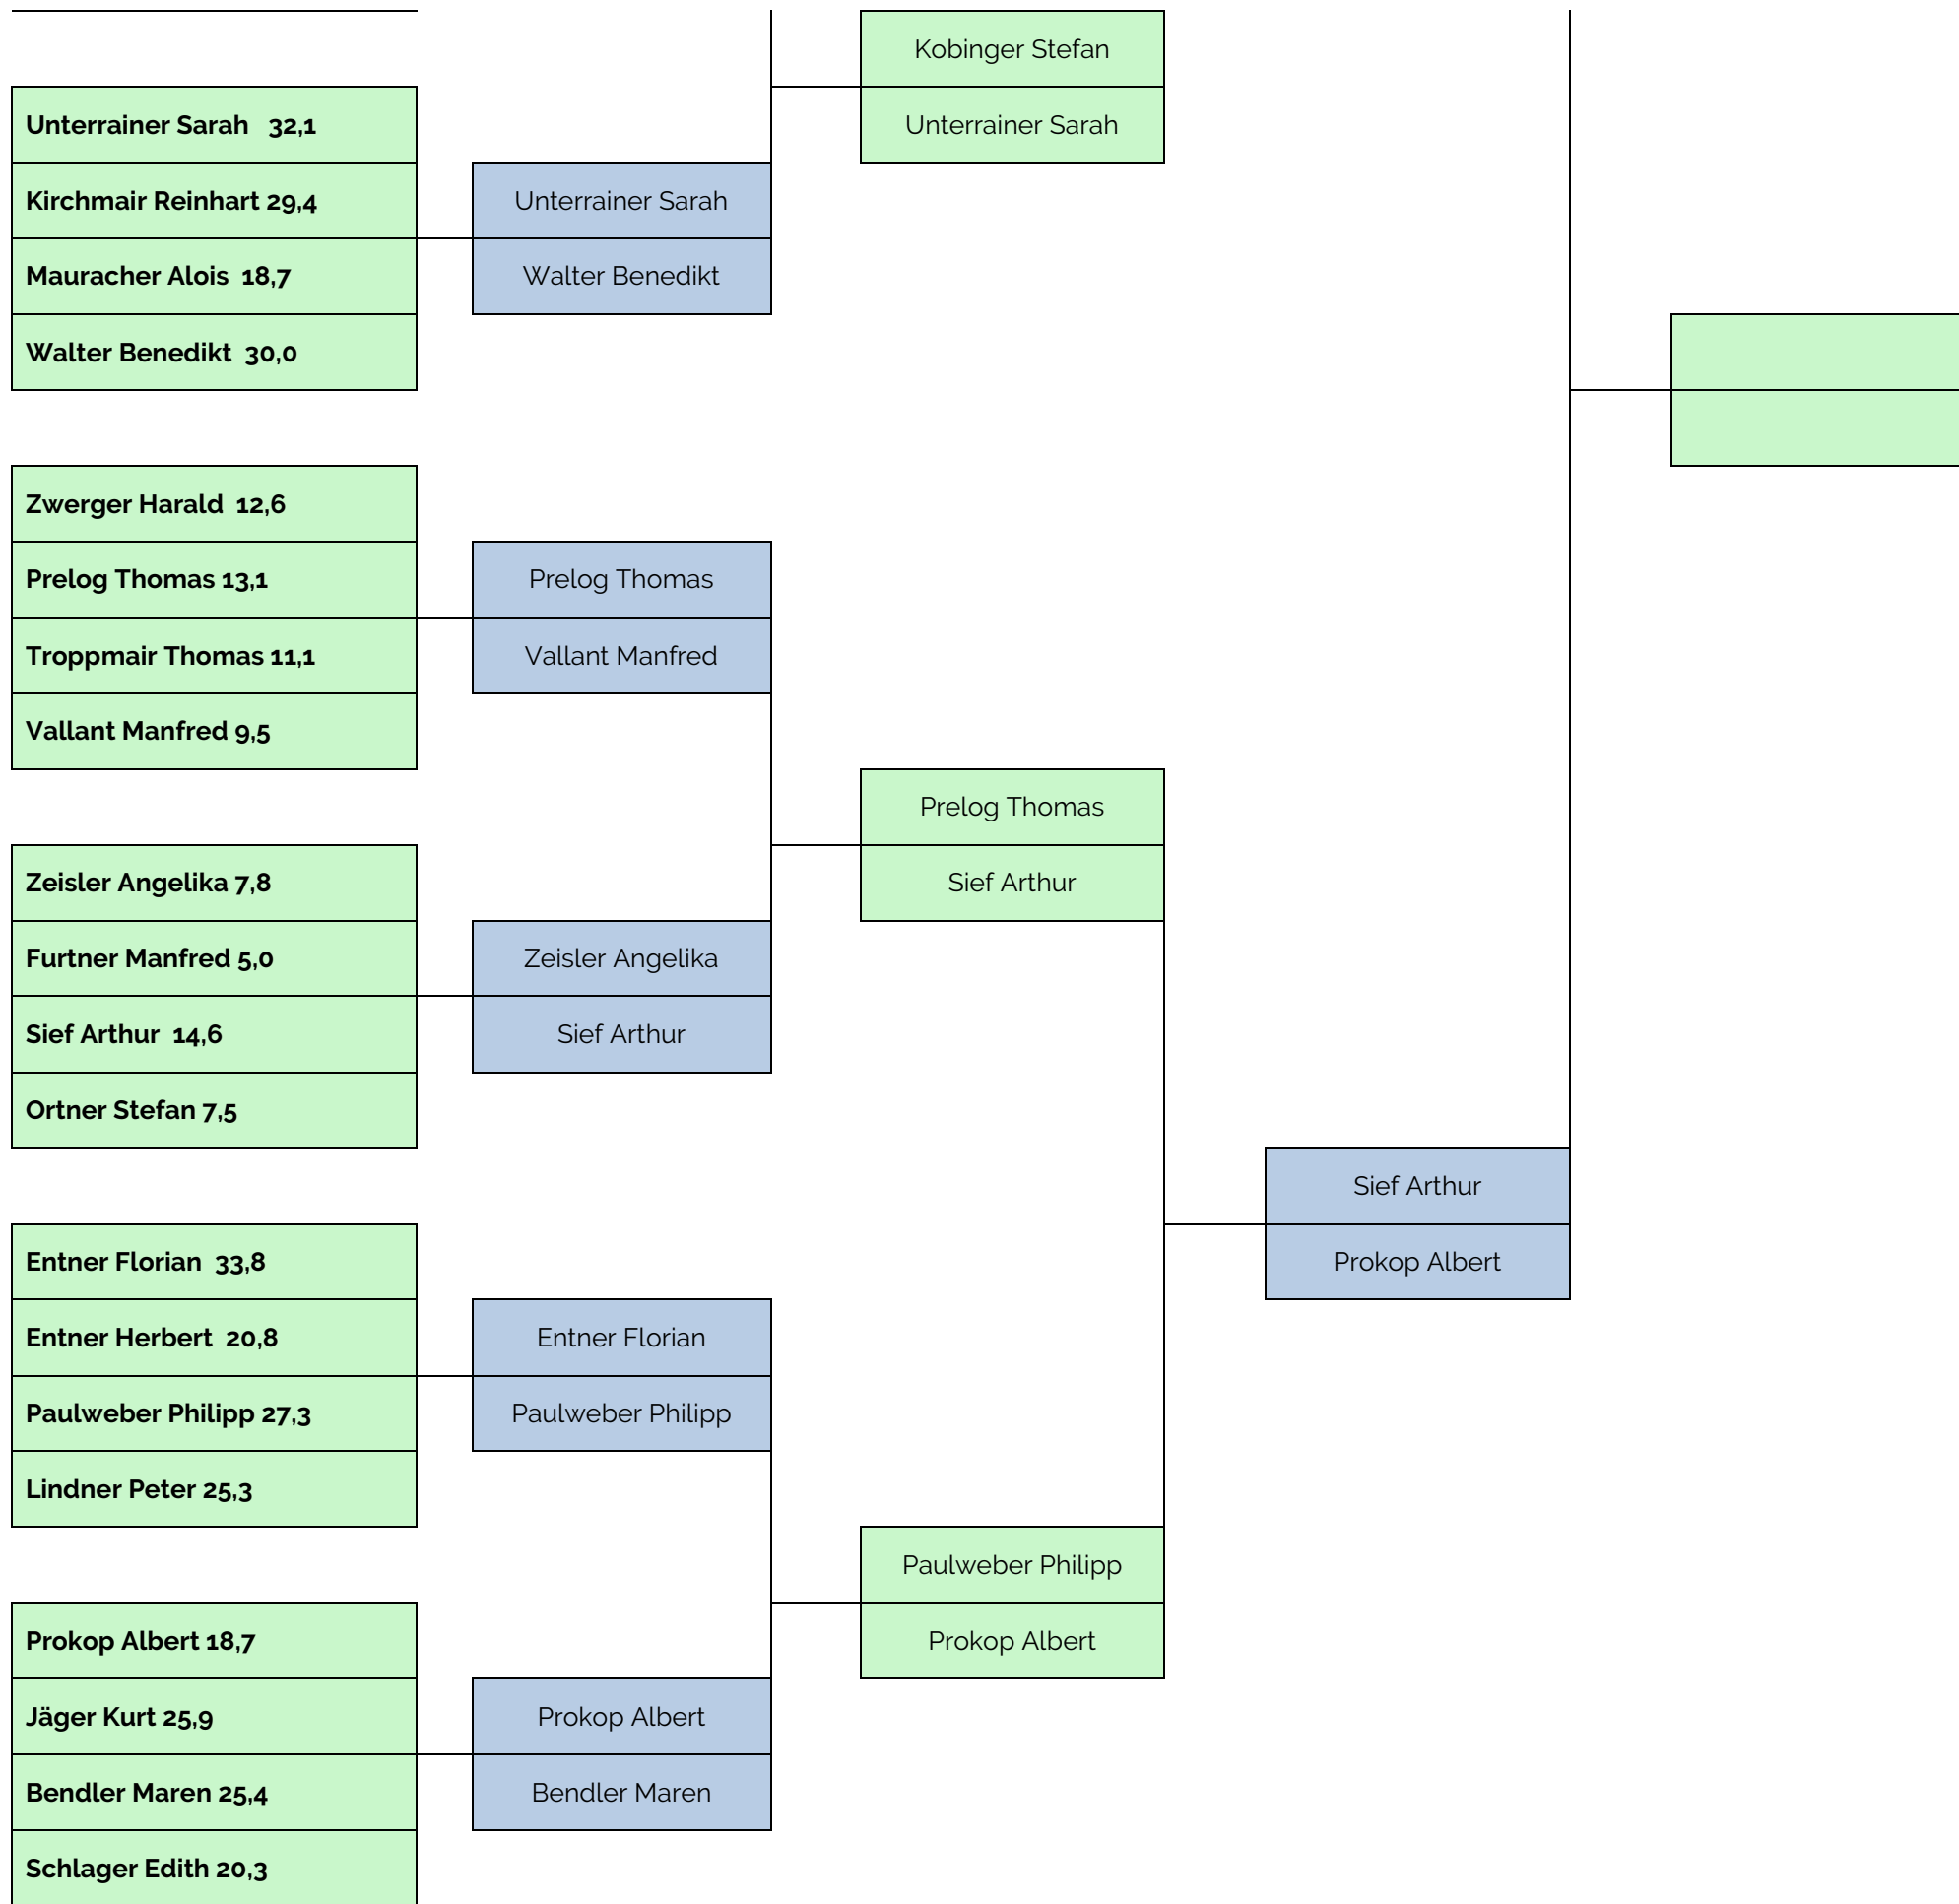 Kobinger Stefan
Unterrainer Sarah
Unterrainer Sarah 32,1
Kirchmair Reinhart 29,4
Mauracher Alois 18,7
Walter Benedikt 30,0
Unterrainer Sarah
Walter Benedikt
Zwerger Harald 12,6
Prelog Thomas 13,1
Troppmair Thomas 11,1
Vallant Manfred 9,5
Prelog Thomas
Vallant Manfred
Prelog Thomas
Sief Arthur
Zeisler Angelika 7,8
Furtner Manfred 5,0
Sief Arthur 14,6
Ortner Stefan 7,5
Zeisler Angelika
Sief Arthur
Sief Arthur
Prokop Albert
Entner Florian 33,8
Entner Herbert 20,8
Paulweber Philipp 27,3
Lindner Peter 25,3
Entner Florian
Paulweber Philipp
Paulweber Philipp
Prokop Albert
Prokop Albert 18,7
Jäger Kurt 25,9
Bendler Maren 25,4
Schlager Edith 20,3
Prokop Albert
Bendler Maren